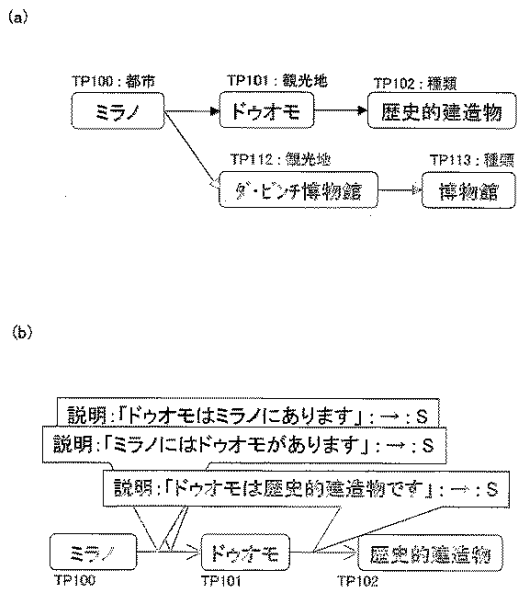 (a)
TP100：都市 TP101：観光地 TP102：種類
ミラノ ドゥオモ 歴史的建造物
TP112：観光地 TP113：種類
ダ・ビンチ博物館 博物館
(b)
説明：「ドゥオモはミラノにあります」：→：S
説明：「ミラノにはドゥオモがあります」：→：S
説明：「ドゥオモは歴史的建造物です」：→：S
ミラノ ドゥオモ 歴史的建造物
TP100 TP101 TP102